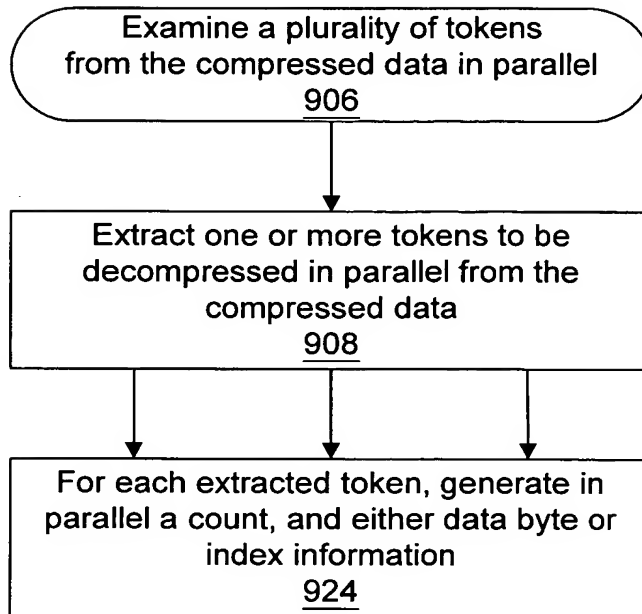 Examine a plurality of tokens
from the compressed data in parallel
906
Extract one or more tokens to be
decompressed in parallel from the
compressed data
908
For each extracted token, generate in
parallel a count, and either data byte or
index information
924